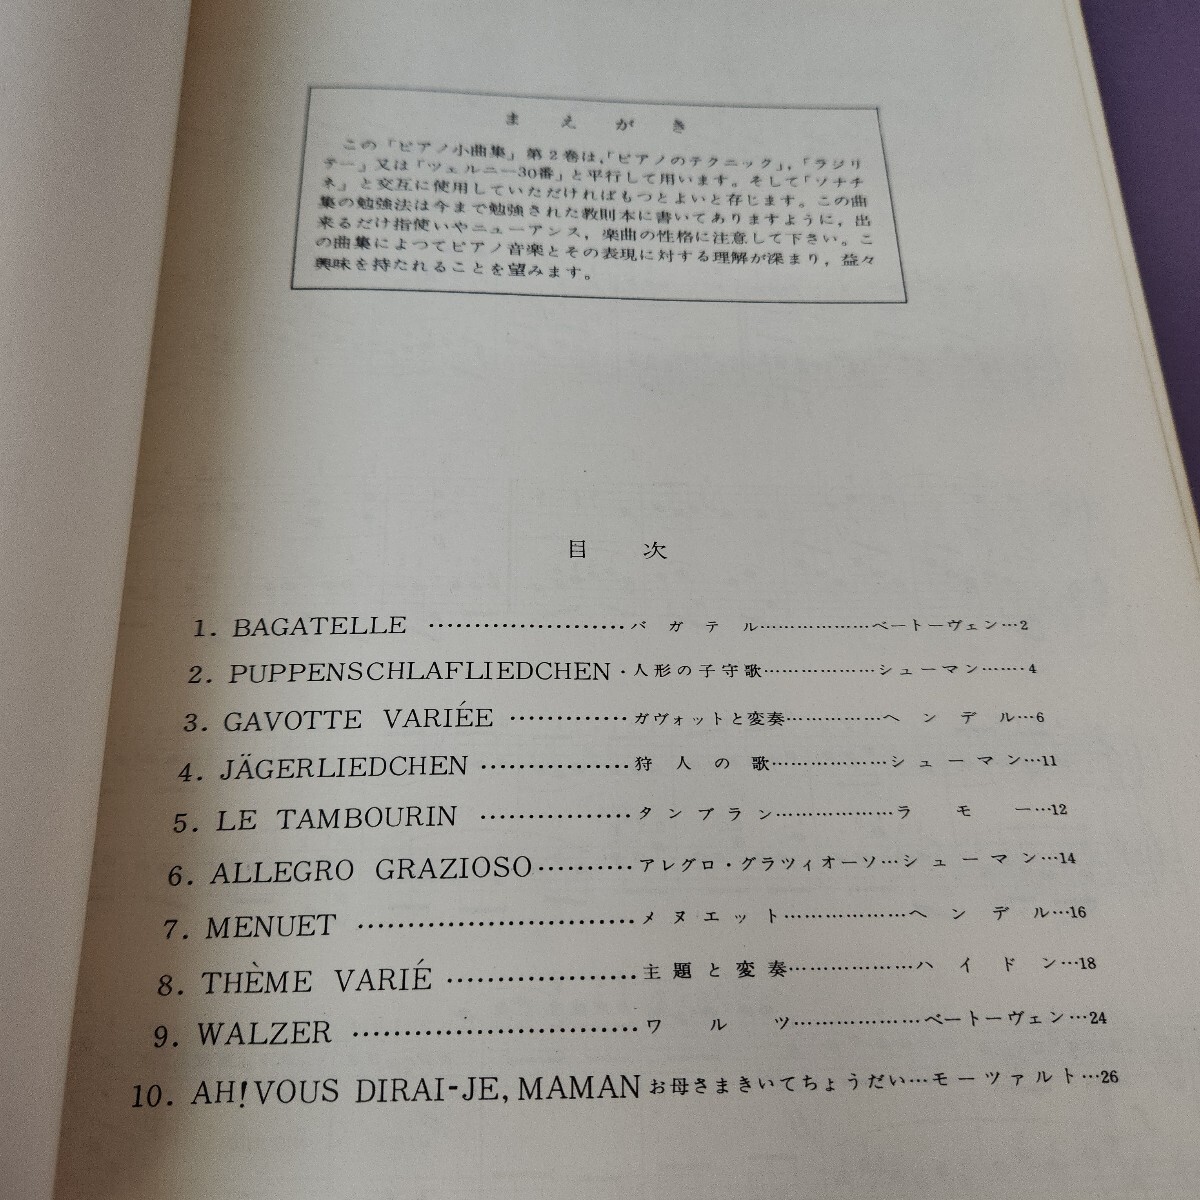 まえがき
この「ピアノ小曲集」第2巻は,「ピアノのテクニック」,「ラジリ
テー」又は「ツェルニー30番」と平行して用います。そして「ソナチ
ネ」と交互に使用していただければもつとよいと存じます。この曲
集の勉強法は今まで勉強された教則本に書いてありますように,出
来るだけ指使いやニューアンス,楽曲の性格に注意して下さい。こ
の曲集によつてピアノ音楽とその表現に対する理解が深まり,益々
興味を持たれることを望みます。
目次
1. BAGATELLE ……………………バガテル………………ベートーヴェン…2
2. PUPPENSCHLAFLIEDCHEN・人形の子守歌………………シューマン……4
3. GAVOTTE VARIÉE ……………ガヴォットと変奏……………ヘンデル…6
4. JÄGERLIEDCHEN ………………狩人の歌………………シューマン…11
5. LE TAMBOURIN ………………タンブラン………………ラモー…12
6. ALLEGRO GRAZIOSO…………アレグロ・グラツィオーソ…シューマン…14
7. MENUET ……………………………メヌエット………………ヘンデル…16
8. THÈME VARIÉ …………………主題と変奏………………ハイドン…18
9. WALZER ……………………………ワルツ………………ベートーヴェン…24
10. AH! VOUS DIRAI-JE, MAMAN お母さまきいてちょうだい…モーツァルト…26